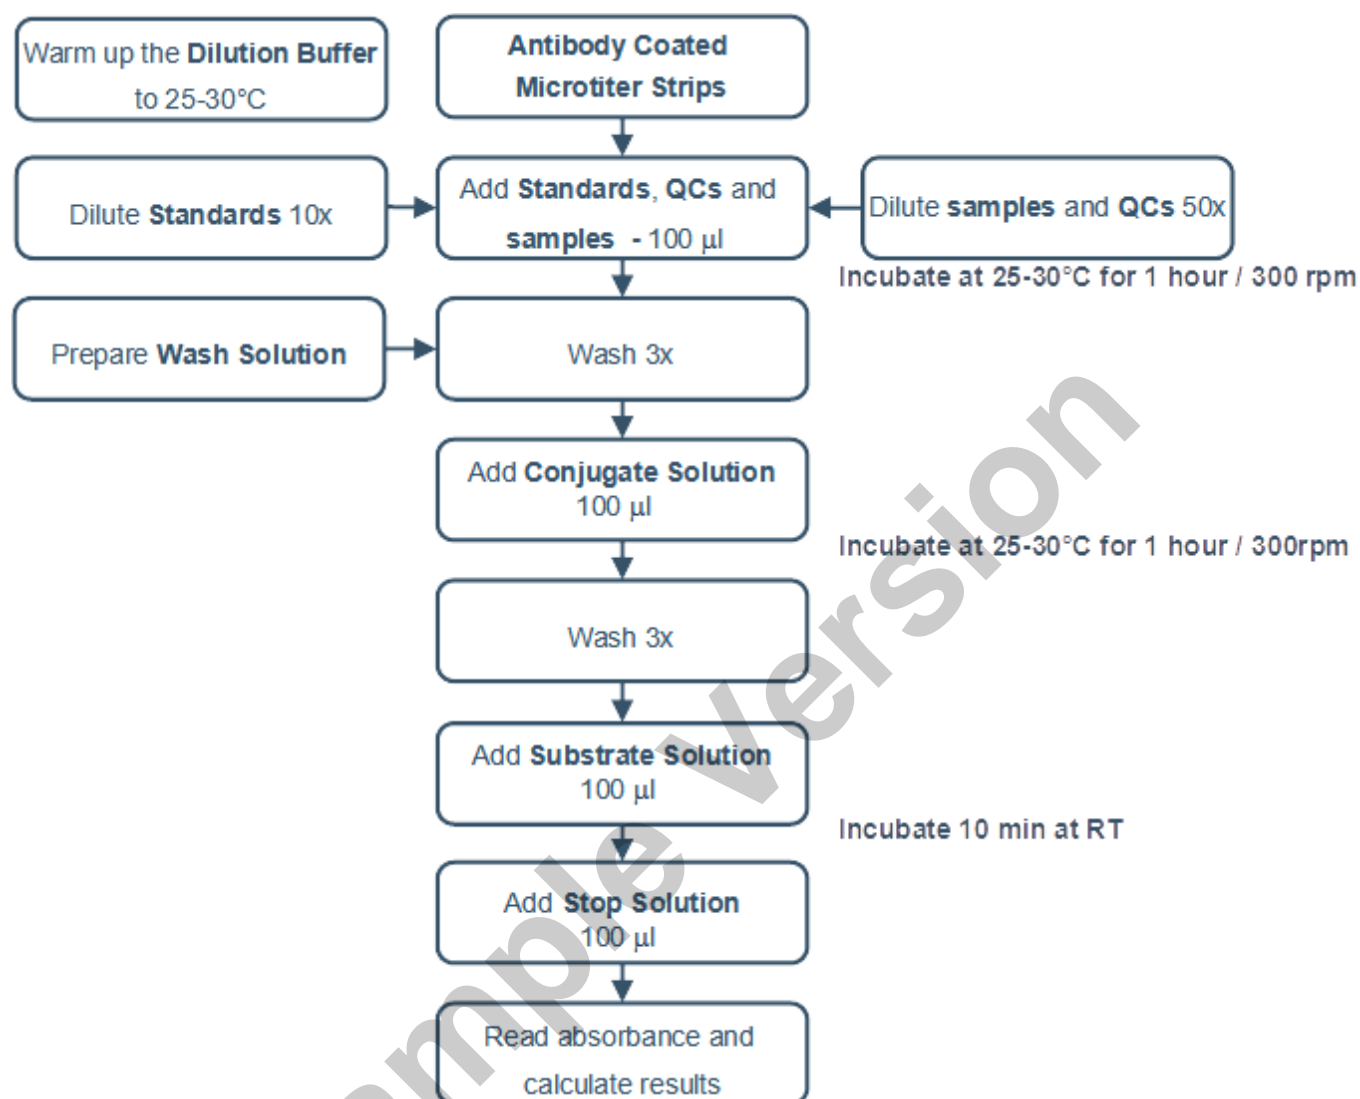 Warm up the Dilution Buffer
to 25-30°C
Antibody Coated
Microtiter Strips
Dilute Standards 10x
Add Standards, QCs and
samples - 100 µl
Dilute samples and QCs 50x
Incubate at 25-30°C for 1 hour / 300 rpm
Prepare Wash Solution
Wash 3x
Add Conjugate Solution
100 µl
Incubate at 25-30°C for 1 hour / 300rpm
Wash 3x
Add Substrate Solution
100 µl
Incubate 10 min at RT
Add Stop Solution
100 µl
Read absorbance and
calculate results
ample Version